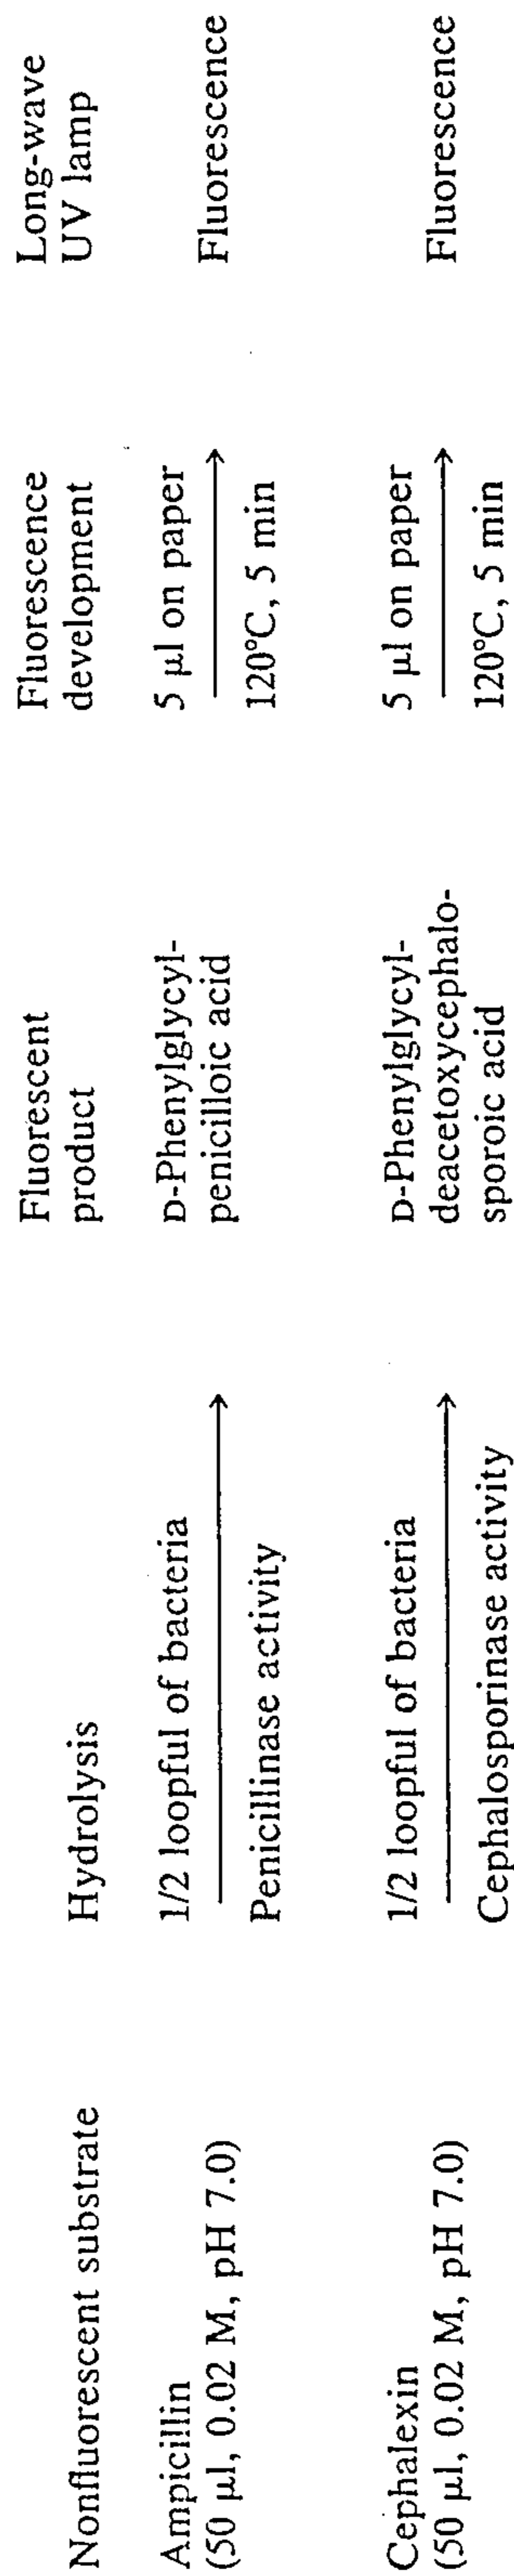 Nonfluorescent substrate
Hydrolysis
Fluorescent
product
Fluorescence
development
Long-wave
UV lamp
Ampicillin
(50 µl, 0.02 M, pH 7.0)
1/2 loopful of bacteria
Penicillinase activity
D-Phenylglycyl-
penicilloic acid
5 µl on paper
120°C, 5 min
Fluorescence
Cephalexin
(50 µl, 0.02 M, pH 7.0)
1/2 loopful of bacteria
Cephalosporinase activity
D-Phenylglycyl-
deacetoxycephalo-
sporoic acid
5 µl on paper
120°C, 5 min
Fluorescence